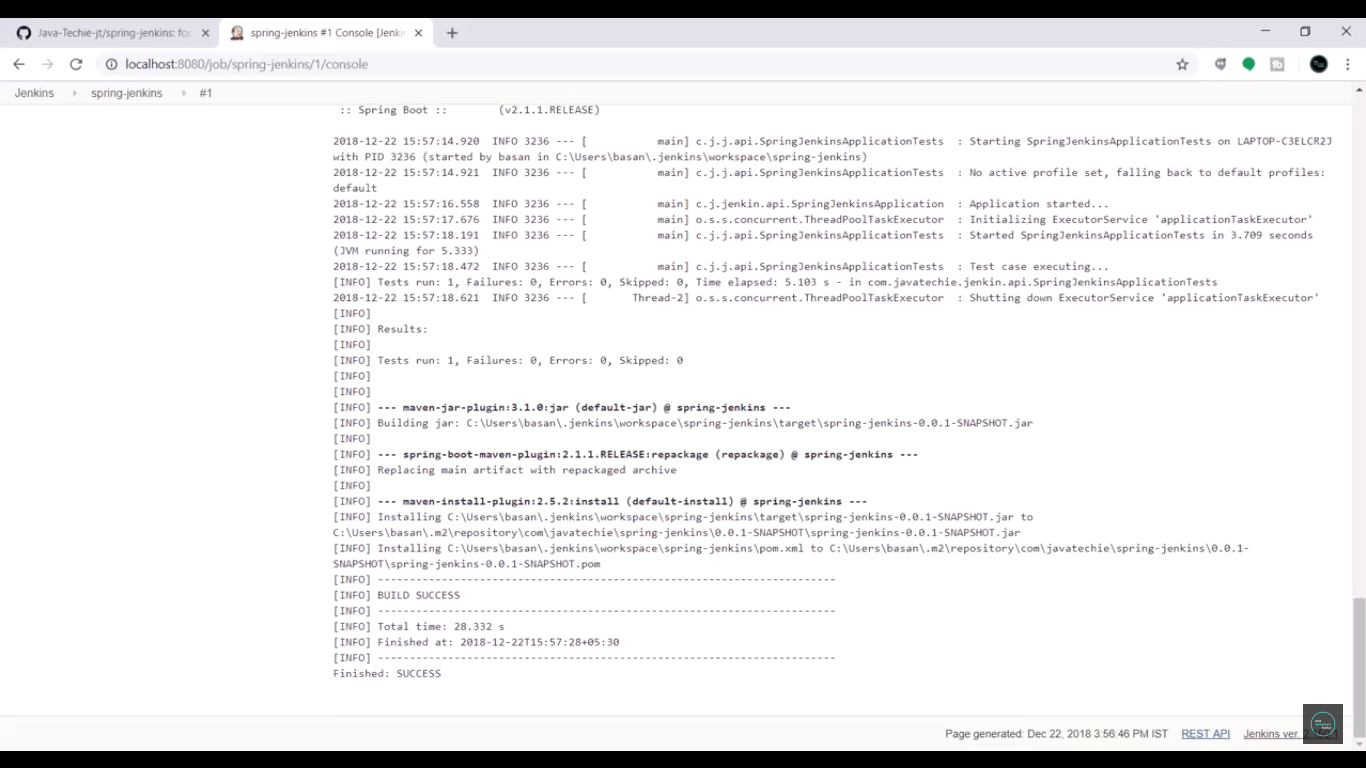 Java-Techie-jt/spring-jenkins: for
spring-jenkins #1 Console [Jenkin
localhost:8080/job/spring-jenkins/1/console
Jenkins spring-jenkins #1
:: Spring Boot :: (v2.1.1.RELEASE)
2018-12-22 15:57:14.920 INFO 3236 --- [ main] c.j.j.api.SpringJenkinsApplicationTests : Starting SpringJenkinsApplicationTests on LAPTOP-C3ELCR2J
with PID 3236 (started by basan in C:\Users\basan\.jenkins\workspace\spring-jenkins)
2018-12-22 15:57:14.921 INFO 3236 --- [ main] c.j.j.api.SpringJenkinsApplicationTests : No active profile set, falling back to default profiles:
default
2018-12-22 15:57:16.558 INFO 3236 --- [ main] c.j.jenkin.api.SpringJenkinsApplication : Application started...
2018-12-22 15:57:17.676 INFO 3236 --- [ main] o.s.s.concurrent.ThreadPoolTaskExecutor : Initializing ExecutorService 'applicationTaskExecutor'
2018-12-22 15:57:18.191 INFO 3236 --- [ main] c.j.j.api.SpringJenkinsApplicationTests : Started SpringJenkinsApplicationTests in 3.709 seconds
(JVM running for 5.333)
2018-12-22 15:57:18.472 INFO 3236 --- [ main] c.j.j.api.SpringJenkinsApplicationTests : Test case executing...
[INFO] Tests run: 1, Failures: 0, Errors: 0, Skipped: 0, Time elapsed: 5.103 s - in com.javatechie.jenkin.api.SpringJenkinsApplicationTests
2018-12-22 15:57:18.621 INFO 3236 --- [ Thread-2] o.s.s.concurrent.ThreadPoolTaskExecutor : Shutting down ExecutorService 'applicationTaskExecutor'
[INFO]
[INFO] Results:
[INFO]
[INFO] Tests run: 1, Failures: 0, Errors: 0, Skipped: 0
[INFO]
[INFO]
[INFO] --- maven-jar-plugin:3.1.0:jar (default-jar) @ spring-jenkins ---
[INFO] Building jar: C:\Users\basan\.jenkins\workspace\spring-jenkins\target\spring-jenkins-0.0.1-SNAPSHOT.jar
[INFO]
[INFO] --- spring-boot-maven-plugin:2.1.1.RELEASE:repackage (repackage) @ spring-jenkins ---
[INFO] Replacing main artifact with repackaged archive
[INFO]
[INFO] --- maven-install-plugin:2.5.2:install (default-install) @ spring-jenkins ---
[INFO] Installing C:\Users\basan\.jenkins\workspace\spring-jenkins\target\spring-jenkins-0.0.1-SNAPSHOT.jar to
C:\Users\basan\.m2\repository\com\javatechie\spring-jenkins\0.0.1-SNAPSHOT\spring-jenkins-0.0.1-SNAPSHOT.jar
[INFO] Installing C:\Users\basan\.jenkins\workspace\spring-jenkins\pom.xml to C:\Users\basan\.m2\repository\com\javatechie\spring-jenkins\0.0.1-
SNAPSHOT\spring-jenkins-0.0.1-SNAPSHOT.pom
[INFO] ------------------------------------------------------------------------
[INFO] BUILD SUCCESS
[INFO] ------------------------------------------------------------------------
[INFO] Total time: 28.332 s
[INFO] Finished at: 2018-12-22T15:57:28+05:30
[INFO] ------------------------------------------------------------------------
Finished: SUCCESS
Page generated: Dec 22, 2018 3:56:46 PM IST REST API Jenkins ver.